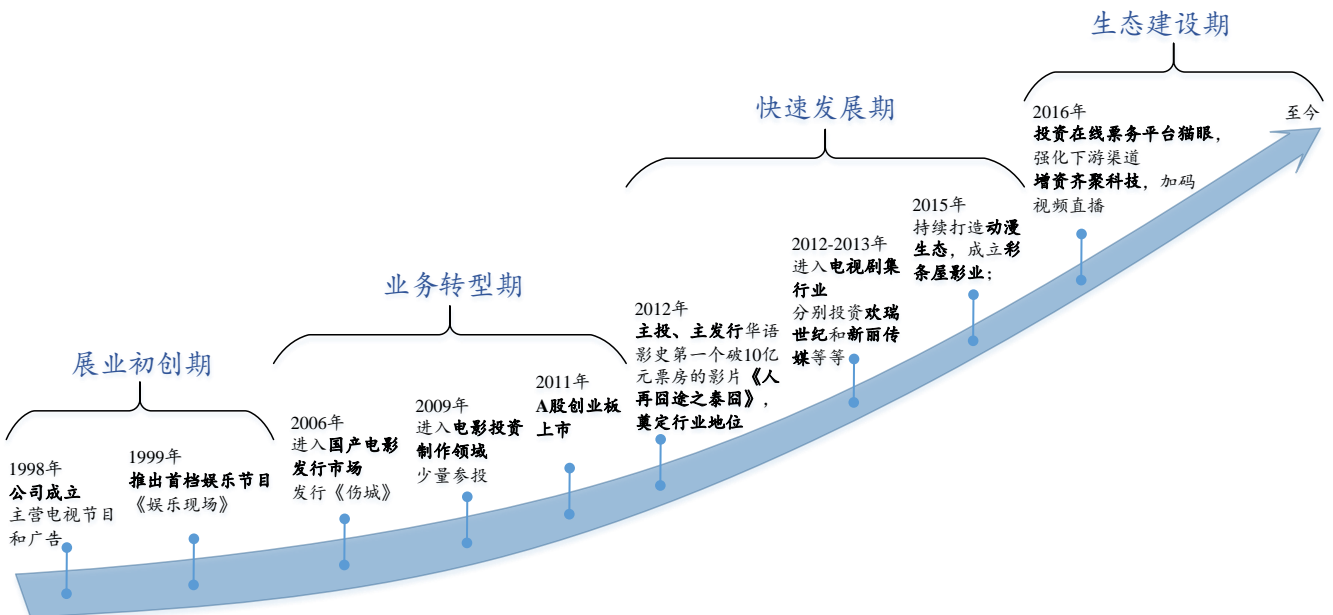 生态建设期
快速发展期
业务转型期
展业初创期
1998年
公司成立
主营电视节目
和广告
1999年
推出首档娱乐节目
《娱乐现场》
2006年
进入国产电影
发行市场
发行《伤城》
2009年
进入电影投资
制作领域
少量参投
2011年
A股创业板
上市
2012年
主投、主发行华语
影史第一个破10亿
元票房的影片《人
再囧途之泰囧》，
奠定行业地位
2012-2013年
进入电视剧集
行业
分别投资欢瑞
世纪和新丽传
媒等等
2015年
持续打造动漫
生态，成立彩
条屋影业；
2016年
投资在线票务平台猫眼，
强化下游渠道
增资齐聚科技，加码
视频直播
至今